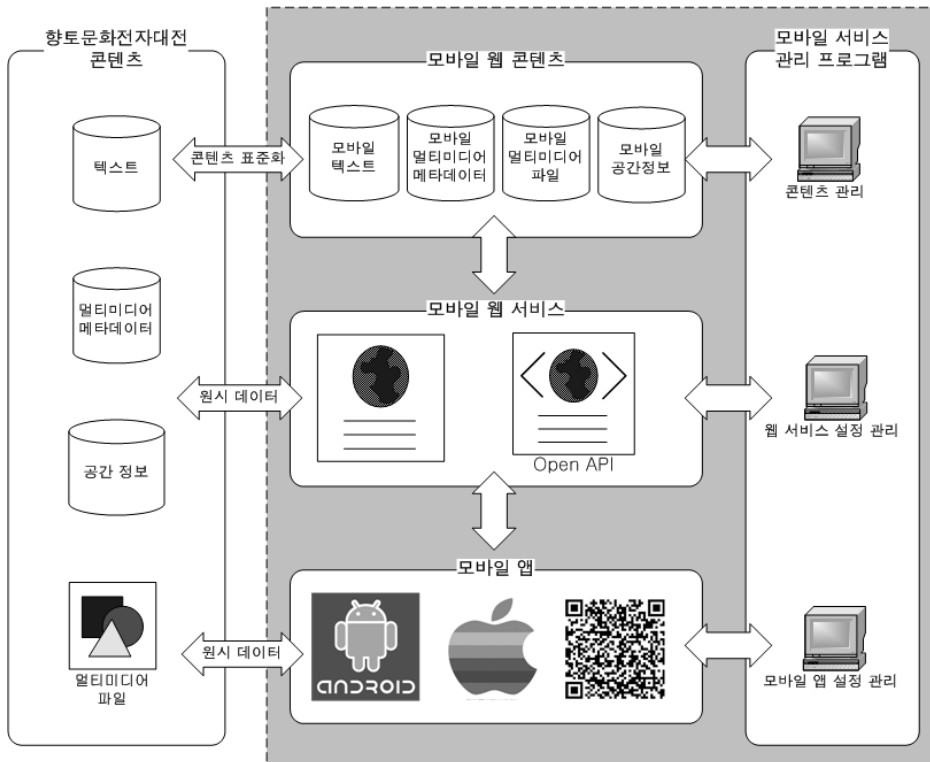 향토문화전자대전
콘텐츠
텍스트
멀티미디어
메타데이터
공간 정보
멀티미디어
파일
콘텐츠 표준화
원시 데이터
원시 데이터
모바일 웹 콘텐츠
모바일
텍스트
모바일
멀티미디어
메타데이터
모바일
멀티미디어
파일
모바일
공간정보
모바일 웹 서비스
Open API
모바일 앱
ANDROID
모바일 서비스
관리 프로그램
콘텐츠 관리
웹 서비스 설정 관리
모바일 앱 설정 관리